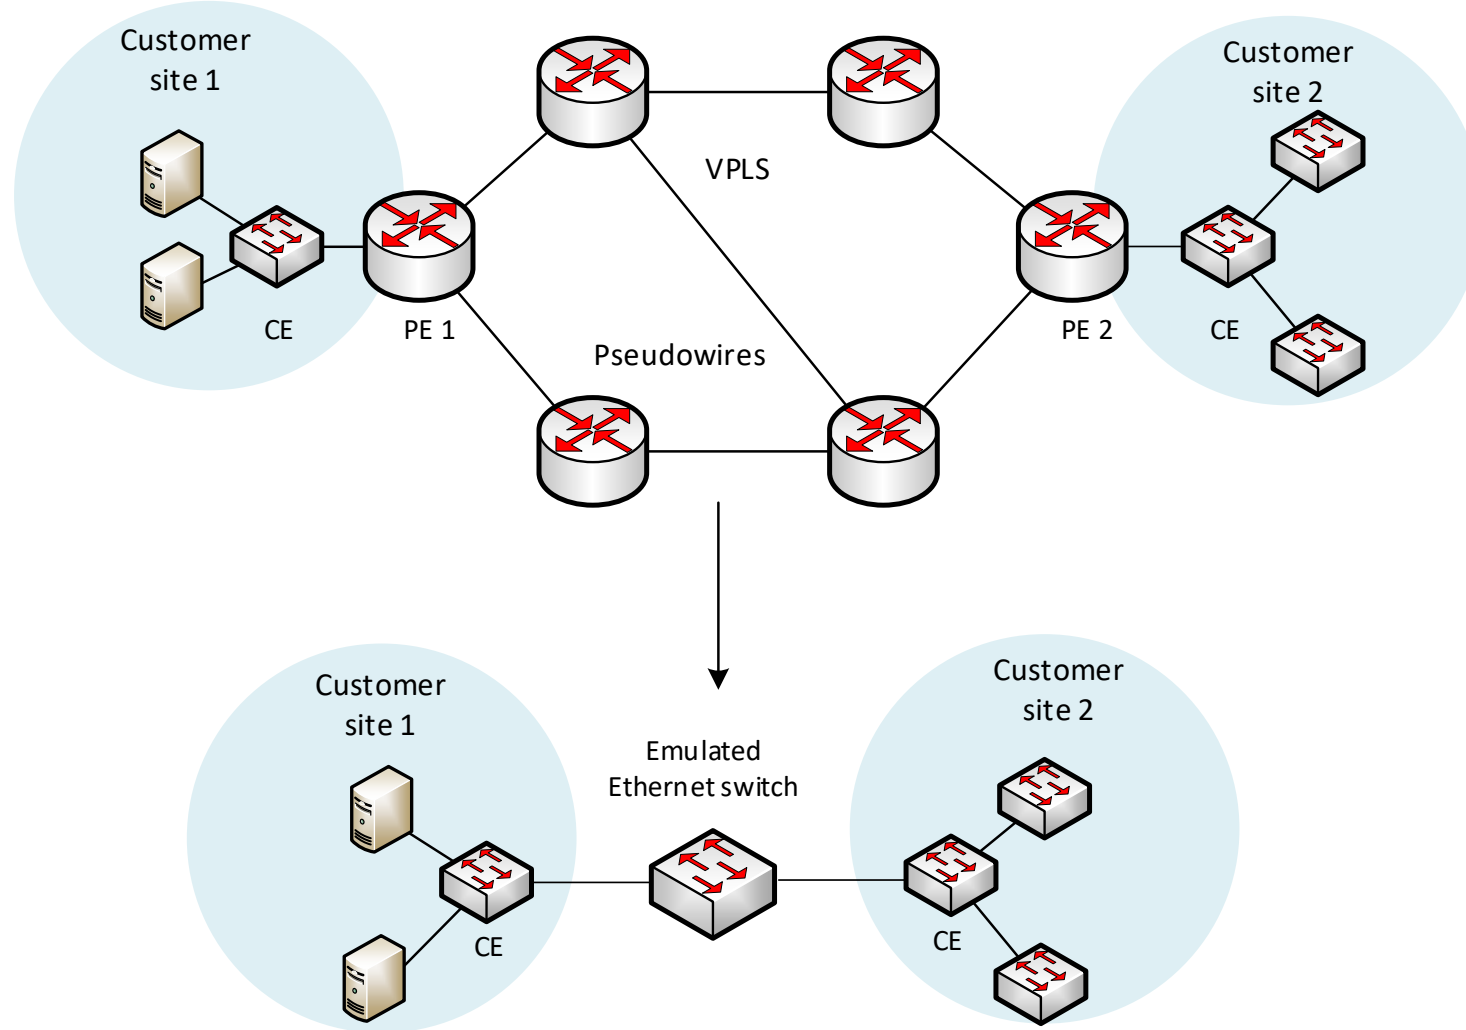 Customer
site 1
Customer
site 2
VPLS
CE
PE 1
PE 2
CE
Pseudowires
Customer
site 1
Customer
site 2
Emulated
Ethernet switch
CE
CE